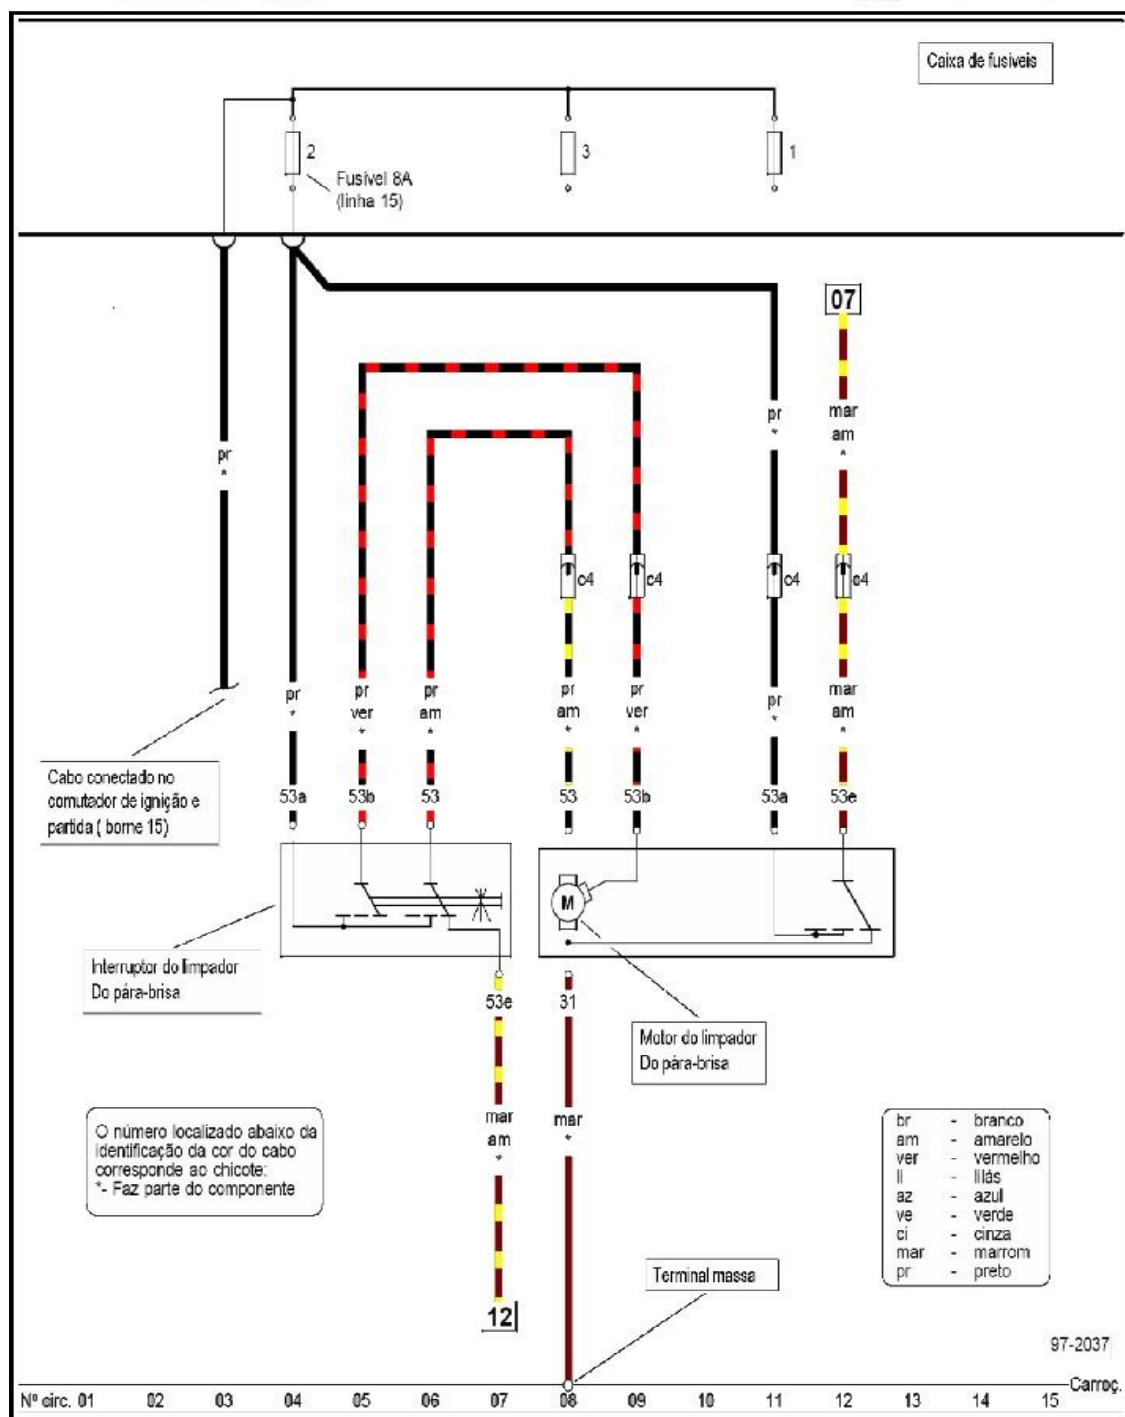 Caixa de fusíveis
2
3
1
Fusível 8A
(linha 15)
07
pr
*
pr
*
mar
am
*
c4
c4
c4
c4
pr
*
pr
ver
*
pr
am
*
pr
am
*
pr
ver
*
pr
*
mar
am
*
53a
53b
53
53
53b
53a
53e
Cabo conectado no
comutador de ignição e
partida ( borne 15)
M
Interruptor do limpador
Do pára-brisa
53e
31
Motor do limpador
Do pára-brisa
mar
am
*
mar
*
O número localizado abaixo da
identificação da cor do cabo
corresponde ao chicote:
*- Faz parte do componente
br - branco
am - amarelo
ver - vermelho
li - lilás
az - azul
ve - verde
ci - cinza
mar - marrom
pr - preto
Terminal massa
12
97-2037
Carroç.
Nº circ. 01 02 03 04 05 06 07 08 09 10 11 12 13 14 15